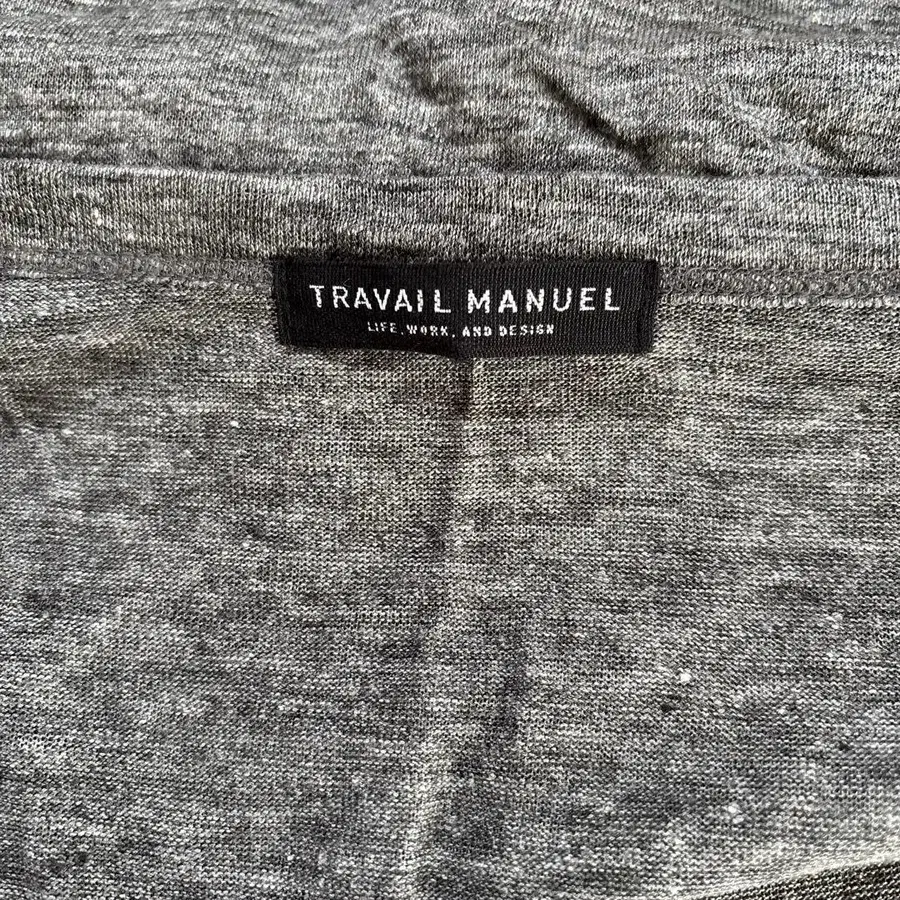 TRAVAIL MANUEL
LIFE, WORK, AND DESIGN